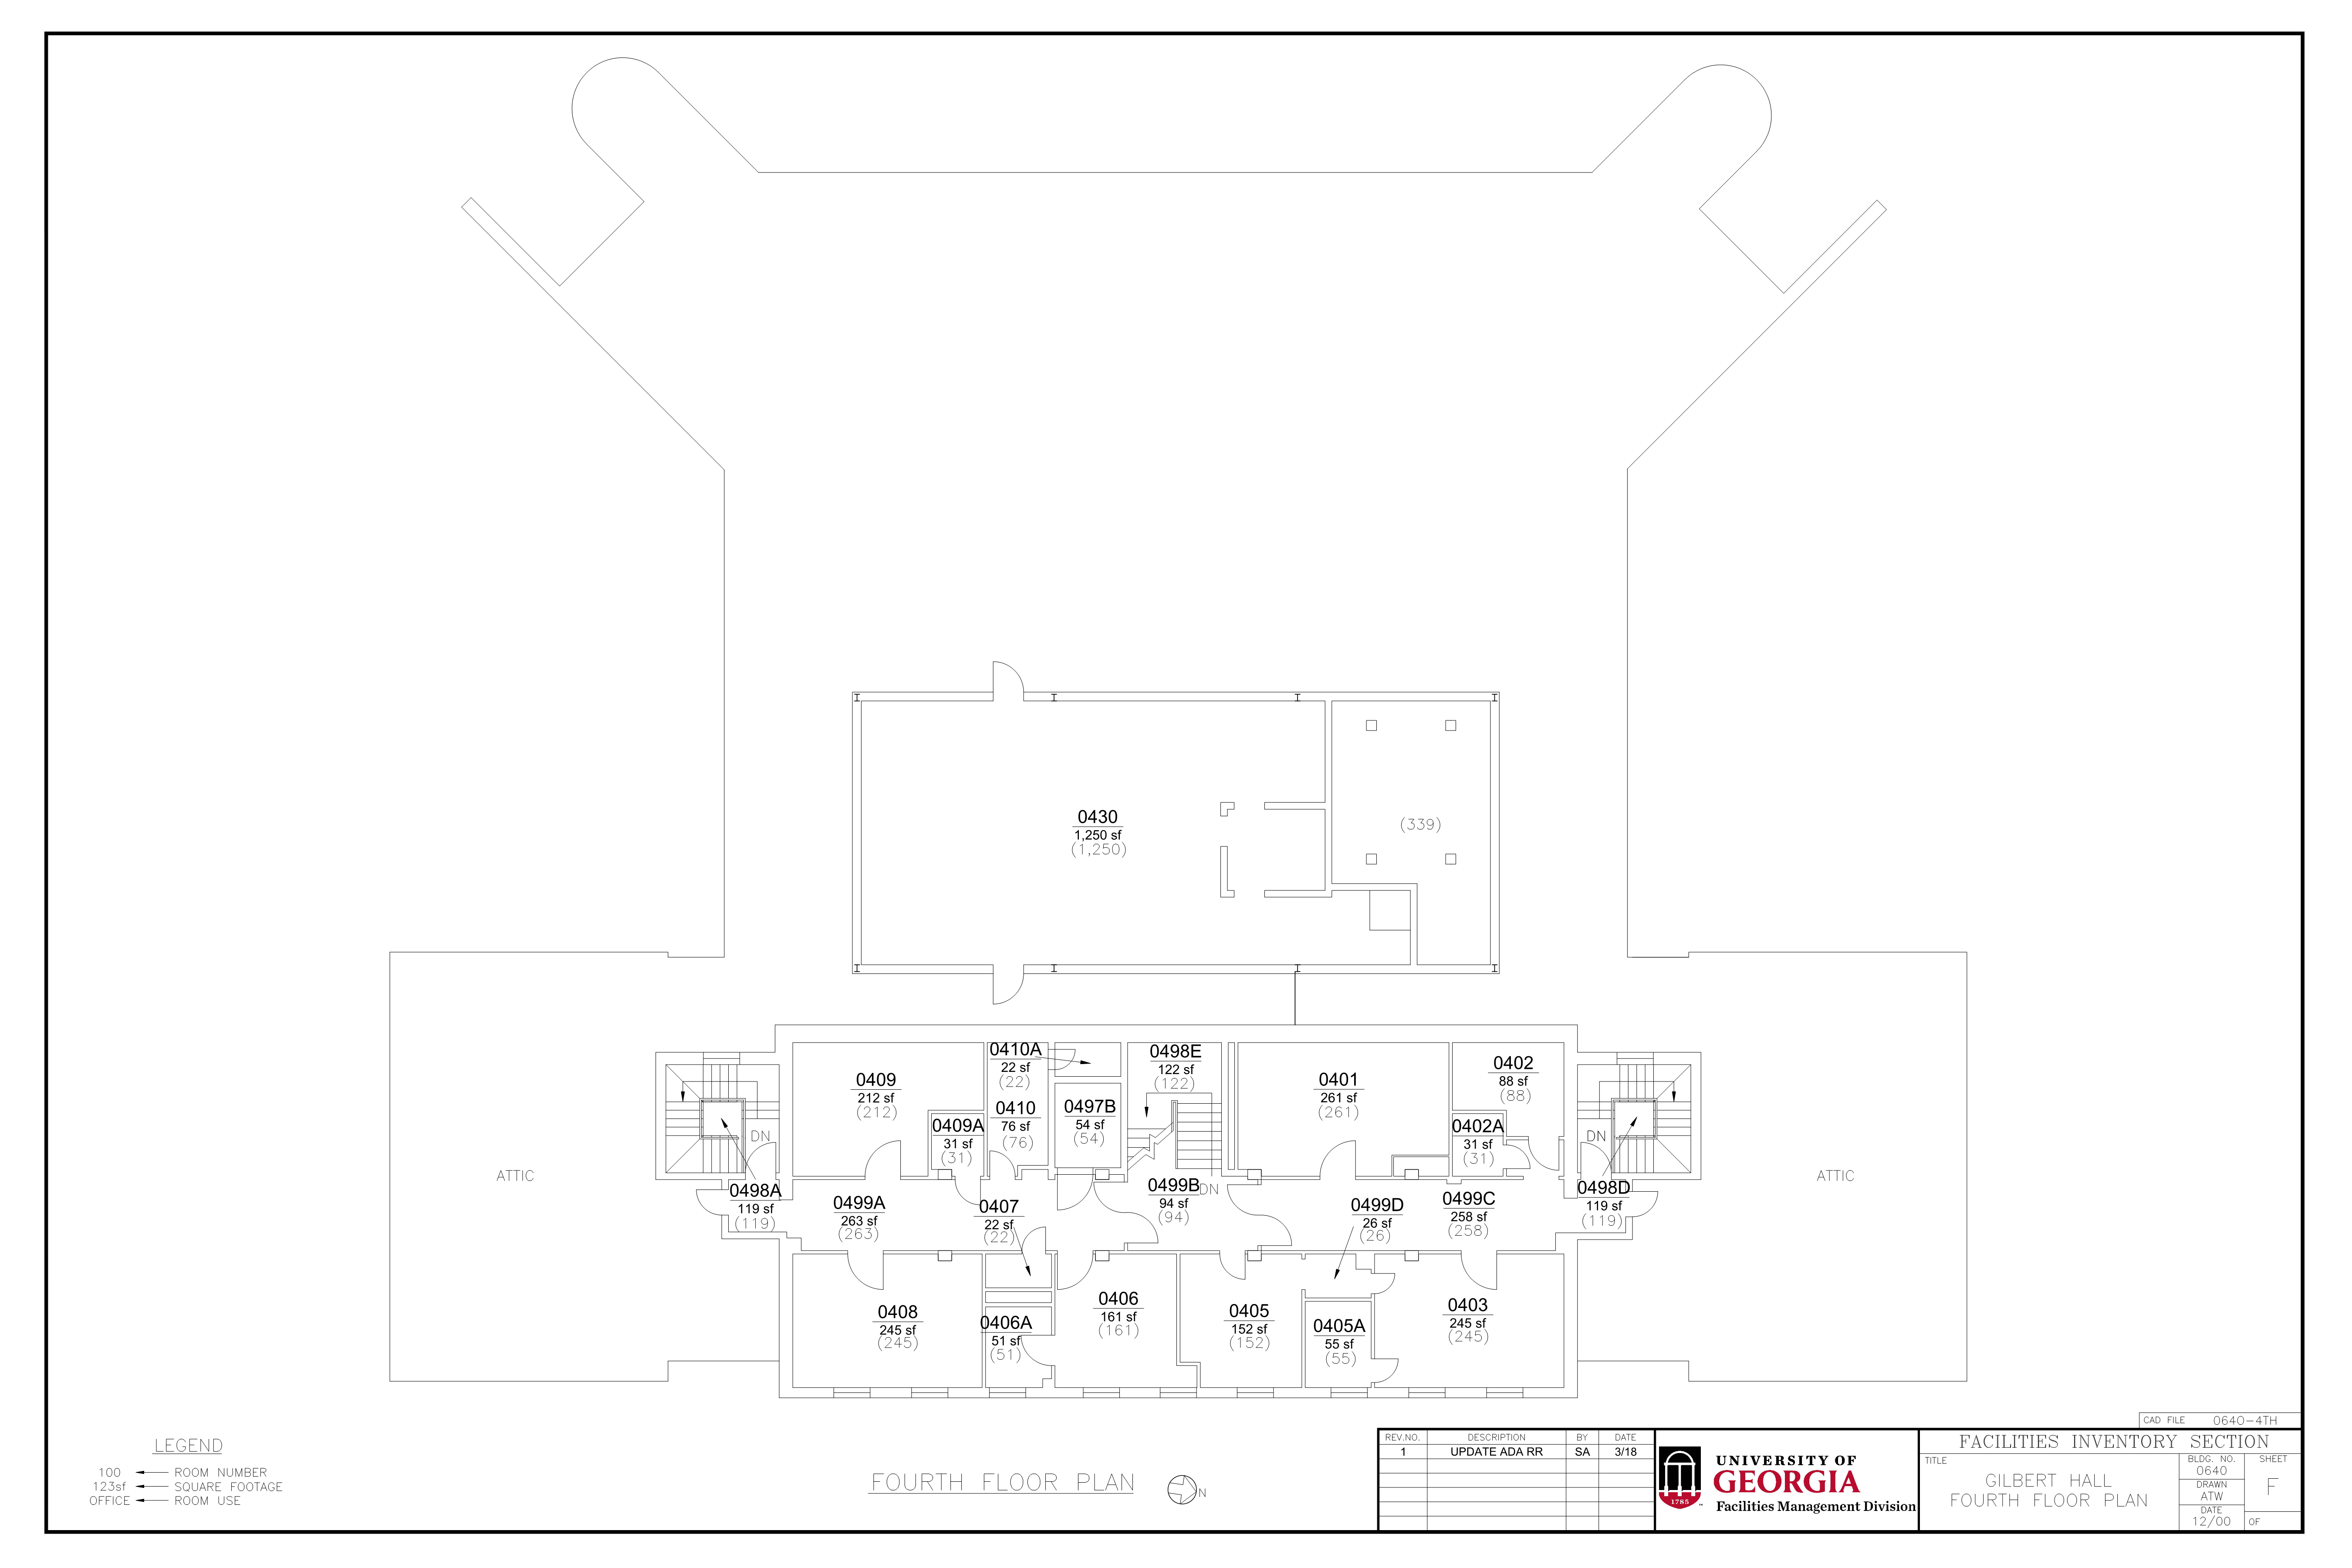 0430
1,250 sf
(1,250)
(339)
0409
212 sf
(212)
0409A
31 sf
(31)
0410A
22 sf
(22)
0410
76 sf
(76)
0497B
54 sf
(54)
0498E
122 sf
(122)
0401
261 sf
(261)
0402
88 sf
(88)
0402A
31 sf
(31)
DN
DN
DN
ATTIC
ATTIC
0498A
119 sf
(119)
0499A
263 sf
(263)
0407
22 sf
(22)
0499B
94 sf
(94)
0499D
26 sf
(26)
0499C
258 sf
(258)
0498D
119 sf
(119)
0408
245 sf
(245)
0406A
51 sf
(51)
0406
161 sf
(161)
0405
152 sf
(152)
0405A
55 sf
(55)
0403
245 sf
(245)
LEGEND
100 ROOM NUMBER
123sf SQUARE FOOTAGE
OFFICE ROOM USE
FOURTH FLOOR PLAN
N
REV.NO. DESCRIPTION BY DATE
1 UPDATE ADA RR SA 3/18
1785
UNIVERSITY OF
GEORGIA
Facilities Management Division
CAD FILE 0640-4TH
FACILITIES INVENTORY SECTION
TITLE
GILBERT HALL
FOURTH FLOOR PLAN
BLDG. NO.
0640
DRAWN
ATW
DATE
12/00
SHEET
F
OF